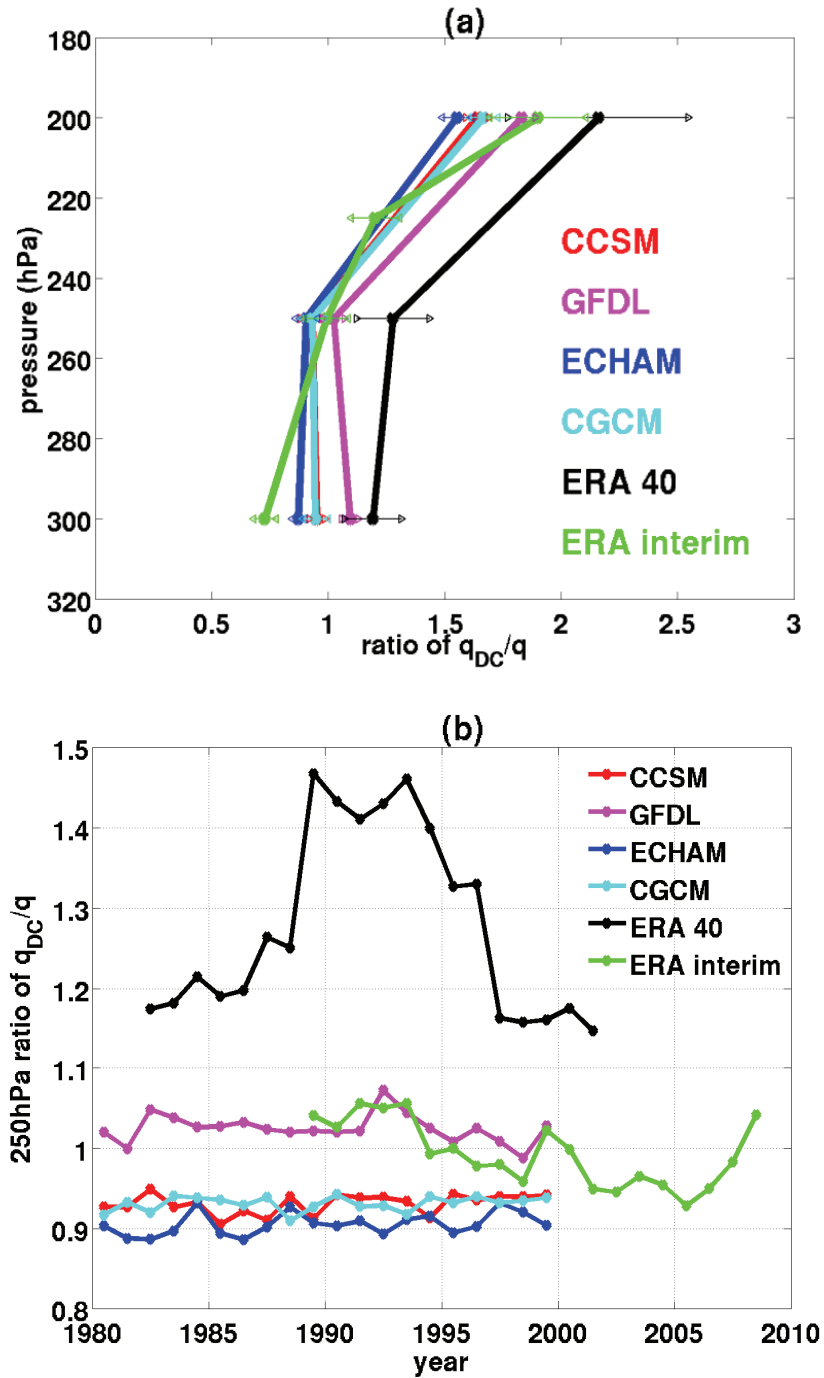 (a)
180
200
220
240
260
280
300
320
pressure (hPa)
CCSM
GFDL
ECHAM
CGCM
ERA 40
ERA interim
0 0.5 1 1.5 2 2.5 3
ratio of q_DC/q
(b)
1.5
1.4
1.3
1.2
1.1
1
0.9
0.8
250hPa ratio of q_DC/q
CCSM
GFDL
ECHAM
CGCM
ERA 40
ERA interim
1980 1985 1990 1995 2000 2005 2010
year